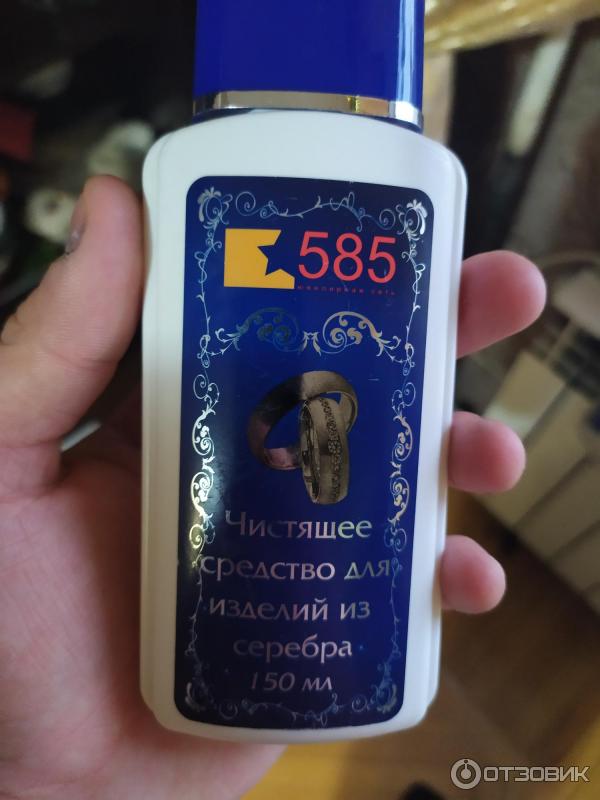 585
ювелирная сеть
Чистящее
средство для
изделий из
серебра
150 мл
ОТЗОВИК